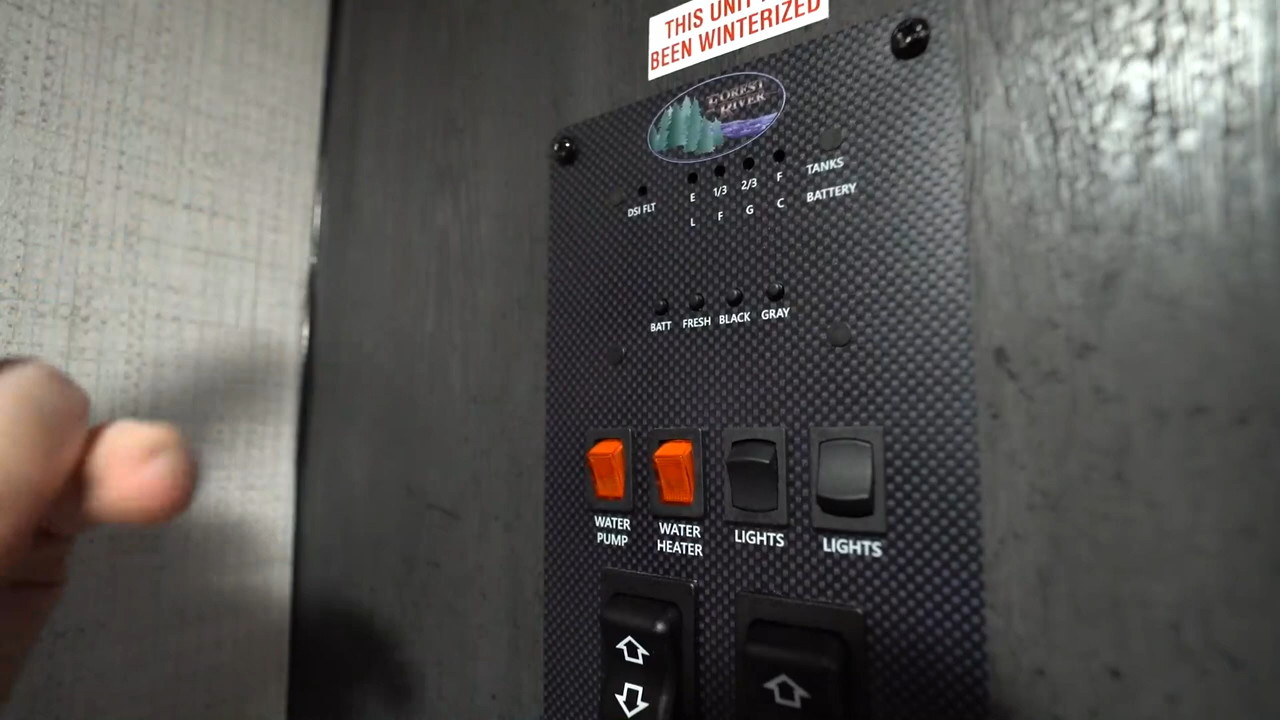 THIS UNIT
BEEN WINTERIZED
FOREST
RIVER
DSI FLT
E 1/3 2/3 F TANKS
L F G C BATTERY
BATT FRESH BLACK GRAY
WATER
PUMP
WATER
HEATER
LIGHTS
LIGHTS